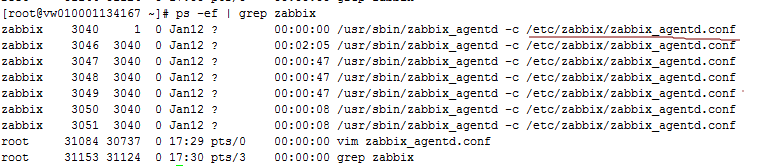 [root@vw010001134167 ~]# ps -ef | grep zabbix
zabbix 3040 1 0 Jan12 ? 00:00:00 /usr/sbin/zabbix_agentd -c /etc/zabbix/zabbix_agentd.conf
zabbix 3046 3040 0 Jan12 ? 00:02:05 /usr/sbin/zabbix_agentd -c /etc/zabbix/zabbix_agentd.conf
zabbix 3047 3040 0 Jan12 ? 00:00:47 /usr/sbin/zabbix_agentd -c /etc/zabbix/zabbix_agentd.conf
zabbix 3048 3040 0 Jan12 ? 00:00:47 /usr/sbin/zabbix_agentd -c /etc/zabbix/zabbix_agentd.conf
zabbix 3049 3040 0 Jan12 ? 00:00:47 /usr/sbin/zabbix_agentd -c /etc/zabbix/zabbix_agentd.conf
zabbix 3050 3040 0 Jan12 ? 00:00:08 /usr/sbin/zabbix_agentd -c /etc/zabbix/zabbix_agentd.conf
zabbix 3051 3040 0 Jan12 ? 00:00:08 /usr/sbin/zabbix_agentd -c /etc/zabbix/zabbix_agentd.conf
root 31084 30737 0 17:29 pts/0 00:00:00 vim zabbix_agentd.conf
root 31153 31124 0 17:30 pts/3 00:00:00 grep zabbix